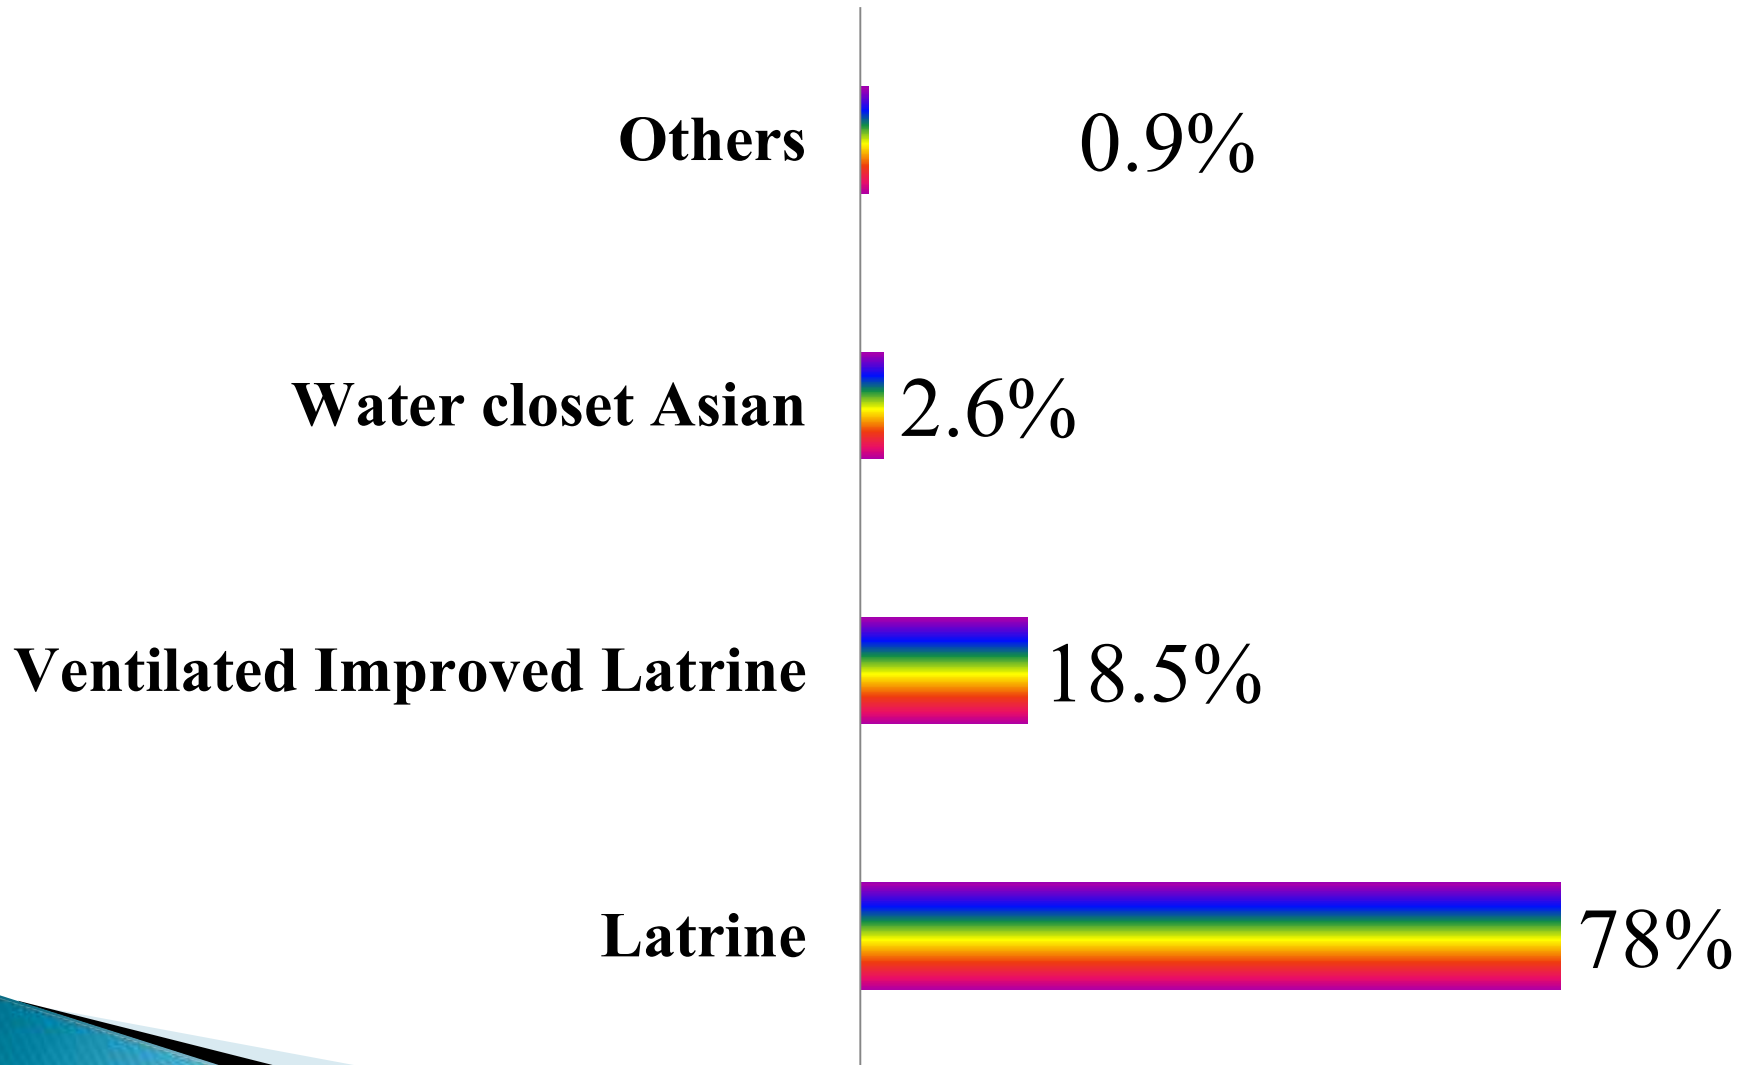 Others 0.9%
Water closet Asian 2.6%
Ventilated Improved Latrine 18.5%
Latrine 78%